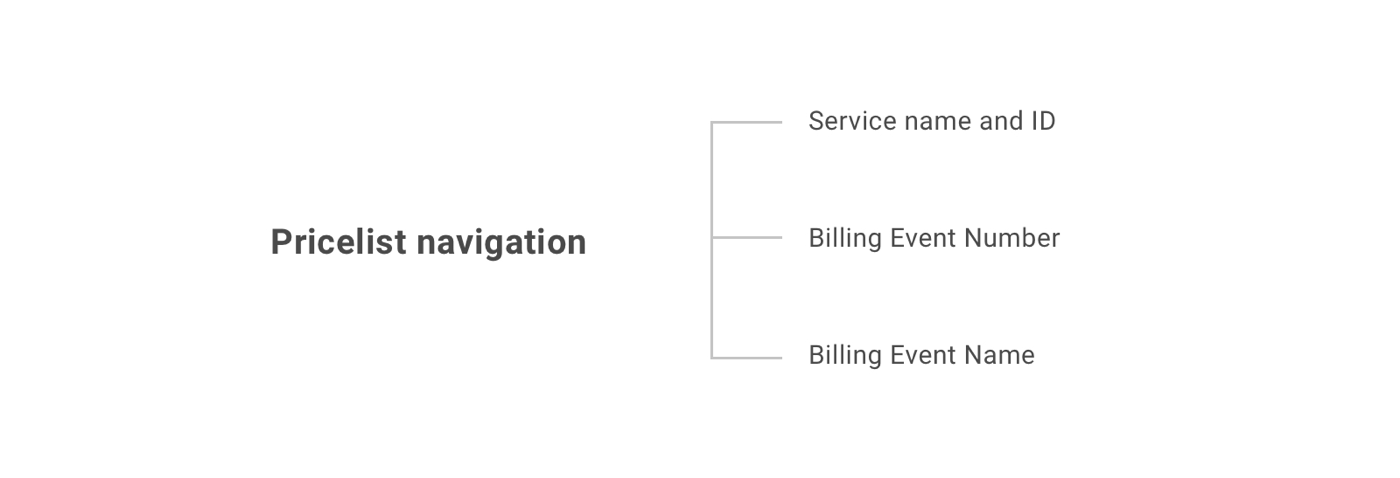 Pricelist navigation
Service name and ID
Billing Event Number
Billing Event Name